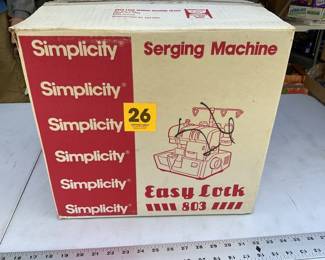 Simplicity®
Simplicity®
Simplicity®
Simplicity®
Simplicity®
Simplicity®
Serging Machine
26
Easy Lock
803